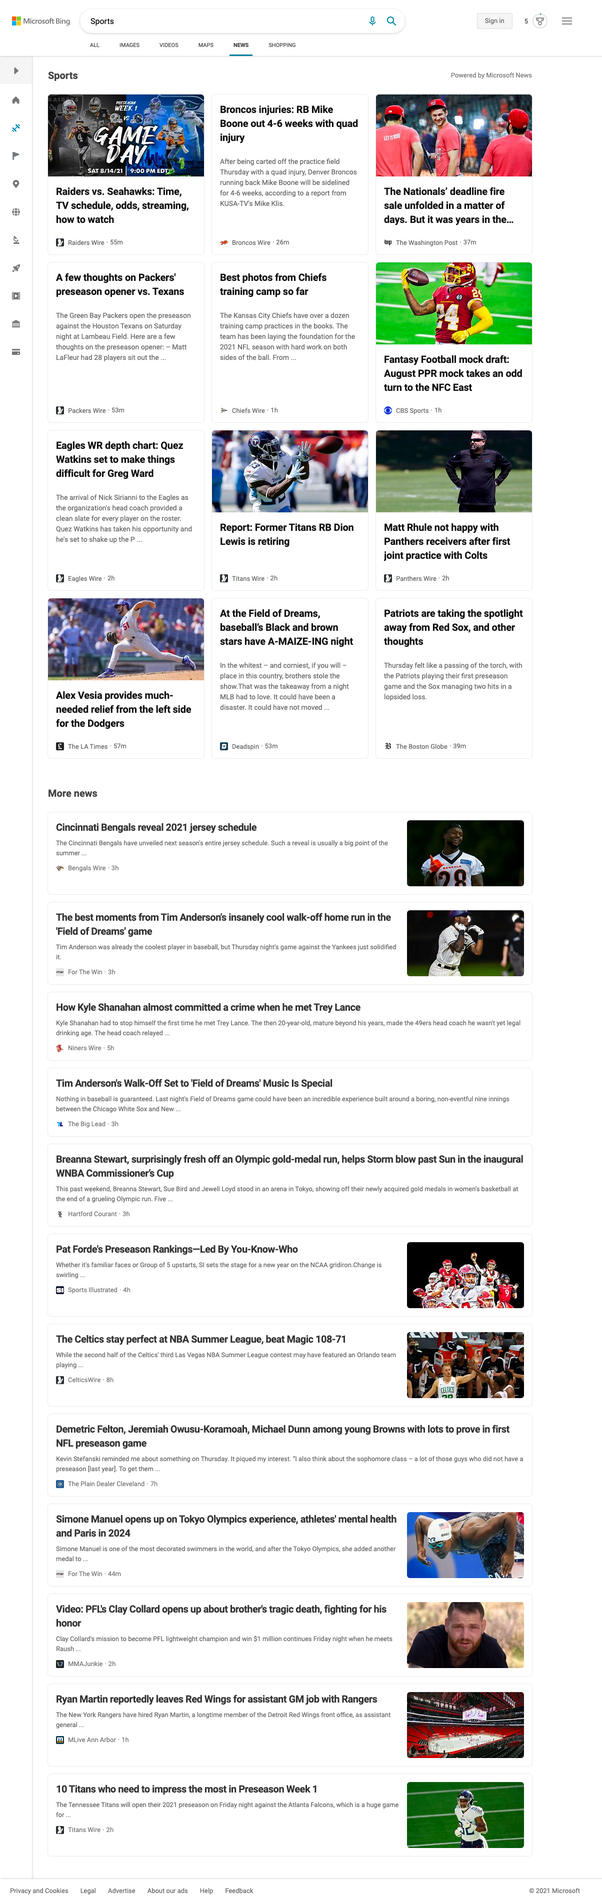 Microsoft Bing
Sports
Sign in
5
ALL
IMAGES
VIDEOS
MAPS
NEWS
SHOPPING
Sports
Powered by Microsoft News
PRESEASON
WEEK 1
GAME
DAY
SAT 8/14/21 | 9:00 PM EDT
Raiders vs. Seahawks: Time,
TV schedule, odds, streaming,
how to watch
Raiders Wire · 55m
Broncos injuries: RB Mike
Boone out 4-6 weeks with quad
injury
After being carted off the practice field
Thursday with a quad injury, Denver Broncos
running back Mike Boone will be sidelined
for 4-6 weeks, according to a report from
KUSA-TV's Mike Klis.
Broncos Wire · 26m
The Nationals' deadline fire
sale unfolded in a matter of
days. But it was years in the...
The Washington Post · 37m
A few thoughts on Packers'
preseason opener vs. Texans
The Green Bay Packers open the preseason
against the Houston Texans on Saturday
night at Lambeau Field. Here are a few
thoughts on the preseason opener: – Matt
LaFleur had 28 players sit out the ...
Packers Wire · 53m
Best photos from Chiefs
training camp so far
The Kansas City Chiefs have over a dozen
training camp practices in the books. The
team has been laying the foundation for the
2021 NFL season with hard work on both
sides of the ball. From ...
Chiefs Wire · 1h
24
Fantasy Football mock draft:
August PPR mock takes an odd
turn to the NFC East
CBS Sports · 1h
Eagles WR depth chart: Quez
Watkins set to make things
difficult for Greg Ward
The arrival of Nick Sirianni to the Eagles as
the organization's head coach provided a
clean slate for every player on the roster.
Quez Watkins has taken his opportunity and
he's set to shake up the P ...
Eagles Wire · 2h
Report: Former Titans RB Dion
Lewis is retiring
Titans Wire · 2h
Matt Rhule not happy with
Panthers receivers after first
joint practice with Colts
Panthers Wire · 2h
51
Alex Vesia provides much-
needed relief from the left side
for the Dodgers
The LA Times · 57m
At the Field of Dreams,
baseball's Black and brown
stars have A-MAIZE-ING night
In the whitest – and corniest, if you will –
place in this country, brothers stole the
show.That was the takeaway from a night
MLB had to love. It could have been a
disaster. It could have not moved ...
Deadspin · 53m
Patriots are taking the spotlight
away from Red Sox, and other
thoughts
Thursday felt like a passing of the torch, with
the Patriots playing their first preseason
game and the Sox managing two hits in a
lopsided loss.
The Boston Globe · 39m
More news
Cincinnati Bengals reveal 2021 jersey schedule
The Cincinnati Bengals have unveiled next season's entire jersey schedule. Such a reveal is usually a big point of the
summer ...
Bengals Wire · 3h
28
The best moments from Tim Anderson's insanely cool walk-off home run in the
'Field of Dreams' game
Tim Anderson was already the coolest player in baseball, but Thursday night's game against the Yankees just solidified
it.
For The Win · 3h
How Kyle Shanahan almost committed a crime when he met Trey Lance
Kyle Shanahan had to stop himself the first time he met Trey Lance. The then 20-year-old, mature beyond his years, made the 49ers head coach he wasn't yet legal
drinking age. The head coach relayed ...
Niners Wire · 5h
Tim Anderson's Walk-Off Set to 'Field of Dreams' Music Is Special
Nothing in baseball is guaranteed. Last night's Field of Dreams game could have been an incredible experience built around a boring, non-eventful nine innings
between the Chicago White Sox and New ...
The Big Lead · 3h
Breanna Stewart, surprisingly fresh off an Olympic gold-medal run, helps Storm blow past Sun in the inaugural
WNBA Commissioner's Cup
This past weekend, Breanna Stewart, Sue Bird and Jewell Loyd stood in an arena in Tokyo, showing off their newly acquired gold medals in women's basketball at
the end of a grueling Olympic run. Five ...
Hartford Courant · 3h
Pat Forde's Preseason Rankings—Led By You-Know-Who
Whether it's familiar faces or Group of 5 upstarts, SI sets the stage for a new year on the NCAA gridiron.Change is
swirling ...
Sports Illustrated · 4h
The Celtics stay perfect at NBA Summer League, beat Magic 108-71
While the second half of the Celtics' third Las Vegas NBA Summer League contest may have featured an Orlando team
playing ...
CelticsWire · 8h
Demetric Felton, Jeremiah Owusu-Koramoah, Michael Dunn among young Browns with lots to prove in first
NFL preseason game
Kevin Stefanski reminded me about something on Thursday. It piqued my interest. "I also think about the sophomore class – a lot of those guys who did not have a
preseason [last year]. To get them ...
The Plain Dealer Cleveland · 7h
Simone Manuel opens up on Tokyo Olympics experience, athletes' mental health
and Paris in 2024
Simone Manuel is one of the most decorated swimmers in the world, and after the Tokyo Olympics, she added another
medal to ...
For The Win · 44m
Video: PFL's Clay Collard opens up about brother's tragic death, fighting for his
honor
Clay Collard's mission to become PFL lightweight champion and win $1 million continues Friday night when he meets
Raush ...
MMAJunkie · 2h
Ryan Martin reportedly leaves Red Wings for assistant GM job with Rangers
The New York Rangers have hired Ryan Martin, a longtime member of the Detroit Red Wings front office, as assistant
general ...
MLive Ann Arbor · 1h
10 Titans who need to impress the most in Preseason Week 1
The Tennessee Titans will open their 2021 preseason on Friday night against the Atlanta Falcons, which is a huge game
for ...
Titans Wire · 2h
Privacy and Cookies
Legal
Advertise
About our ads
Help
Feedback
© 2021 Microsoft